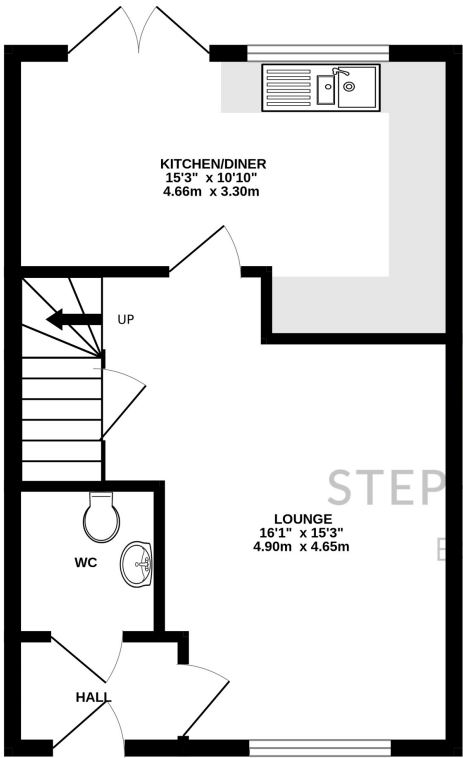 KITCHEN/DINER
15'3" x 10'10"
4.66m x 3.30m
UP
STEP
LOUNGE
16'1" x 15'3"
4.90m x 4.65m
E
WC
HALL